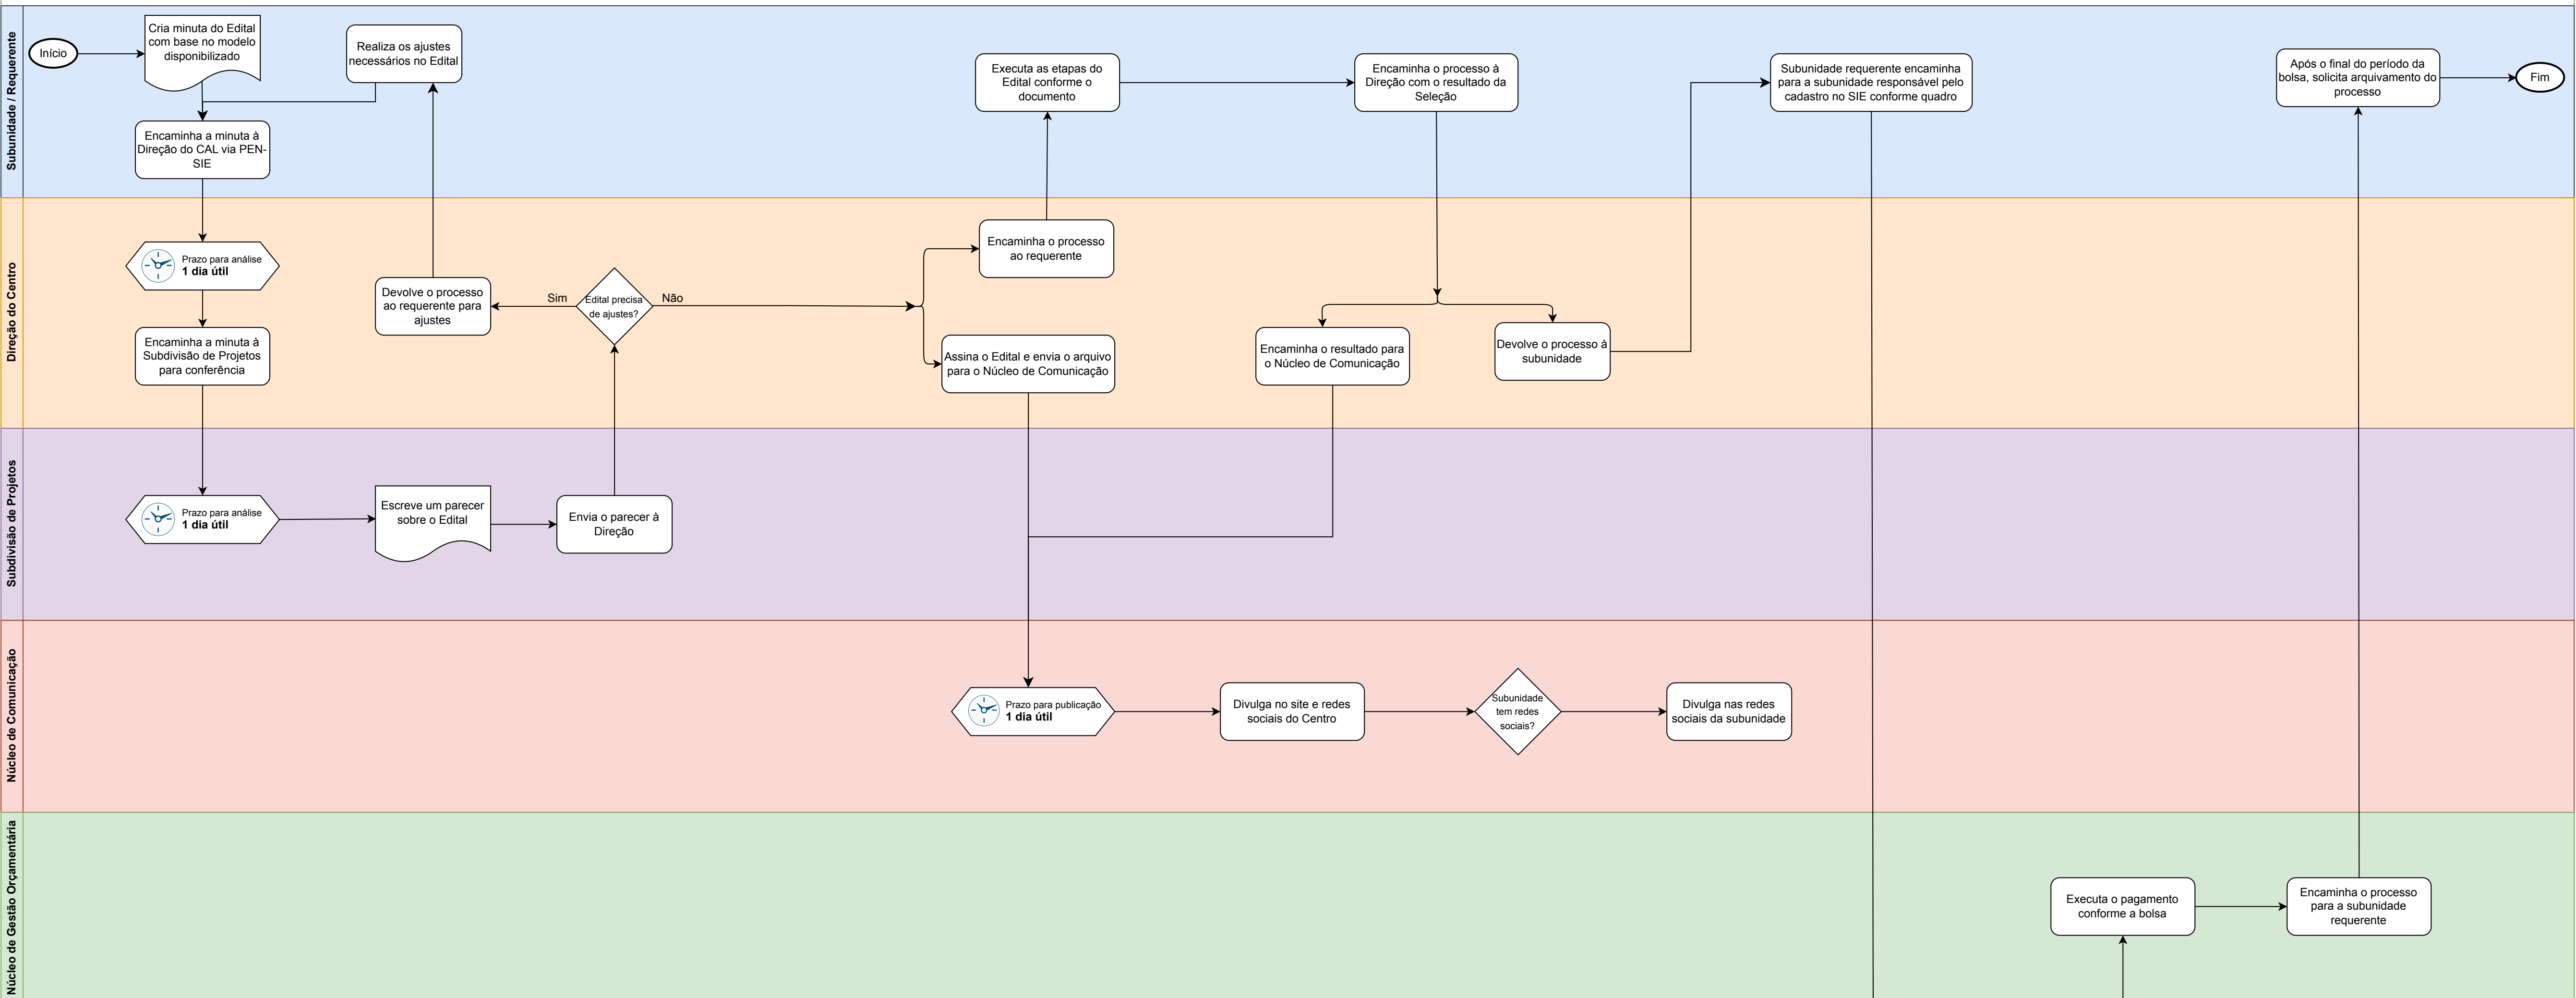 Subunidade / Requerente
Início
Cria minuta do Edital
com base no modelo
disponibilizado
Realiza os ajustes
necessários no Edital
Encaminha a minuta à
Direção do CAL via PEN-
SIE
Executa as etapas do
Edital conforme o
documento
Encaminha o processo à
Direção com o resultado da
Seleção
Subunidade requerente encaminha
para a subunidade responsável pelo
cadastro no SIE conforme quadro
Após o final do período da
bolsa, solicita arquivamento do
processo
Fim
Direção do Centro
Prazo para análise
1 dia útil
Encaminha a minuta à
Subdivisão de Projetos
para conferência
Devolve o processo
ao requerente para
ajustes
Sim
Edital precisa
de ajustes?
Não
Encaminha o processo
ao requerente
Assina o Edital e envia o arquivo
para o Núcleo de Comunicação
Encaminha o resultado para
o Núcleo de Comunicação
Devolve o processo à
subunidade
Subdivisão de Projetos
Prazo para análise
1 dia útil
Escreve um parecer
sobre o Edital
Envia o parecer à
Direção
Núcleo de Comunicação
Prazo para publicação
1 dia útil
Divulga no site e redes
sociais do Centro
Subunidade
tem redes
sociais?
Divulga nas redes
sociais da subunidade
Núcleo de Gestão Orçamentária
Executa o pagamento
conforme a bolsa
Encaminha o processo
para a subunidade
requerente